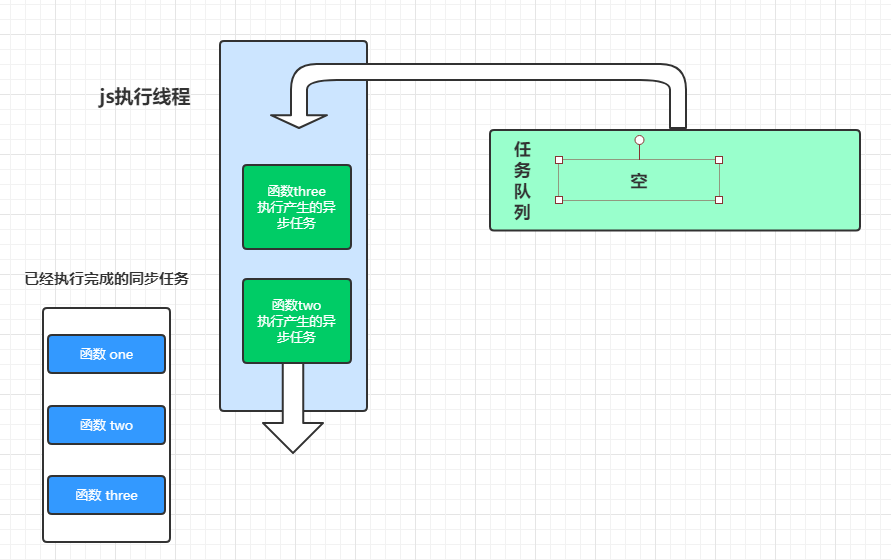 js执行线程
函数three
执行产生的异
步任务
函数two
执行产生的异
步任务
任
务
队
列
空
已经执行完成的同步任务
函数 one
函数 two
函数 three